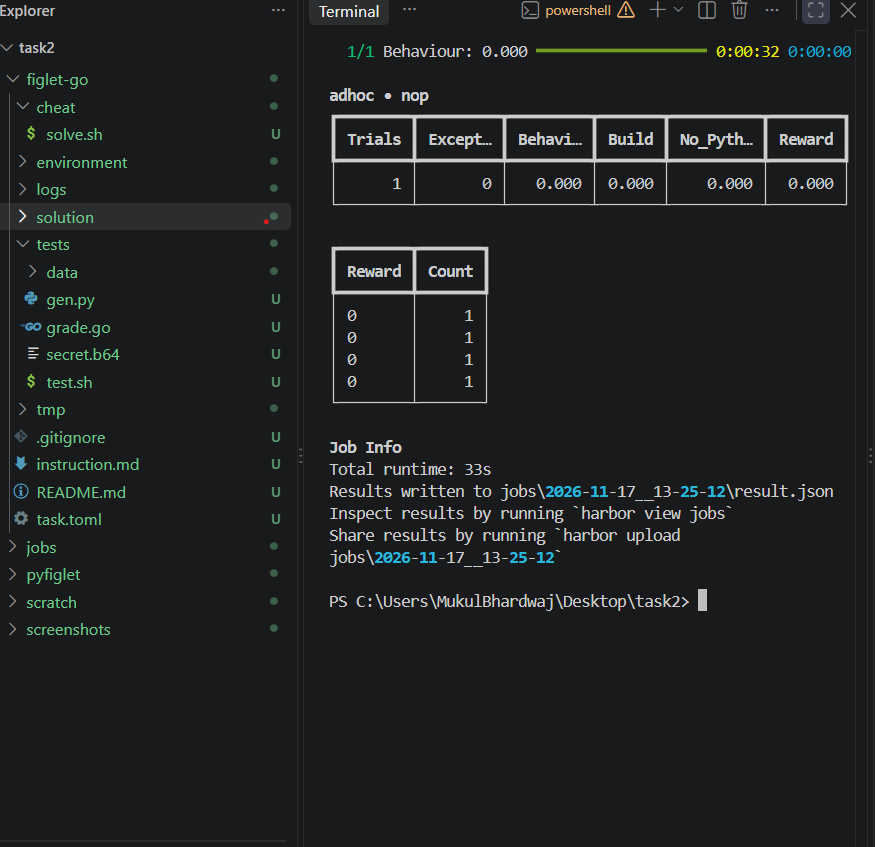 Explorer ···
task2
figlet-go
cheat
$ solve.sh U
environment
logs
solution
tests
data
gen.py U
GO grade.go U
secret.b64 U
$ test.sh U
tmp
.gitignore U
instruction.md U
README.md U
task.toml U
jobs
pyfiglet
scratch
screenshots
Terminal ··· powershell ···
1/1 Behaviour: 0.000 0:00:32 0:00:00
adhoc • nop
Trials Except… Behavi… Build No_Pyth… Reward
1 0 0.000 0.000 0.000 0.000
Reward Count
0 1
0 1
0 1
0 1
Job Info
Total runtime: 33s
Results written to jobs\2026-11-17__13-25-12\result.json
Inspect results by running `harbor view jobs`
Share results by running `harbor upload
jobs\2026-11-17__13-25-12`
PS C:\Users\MukulBhardwaj\Desktop\task2>